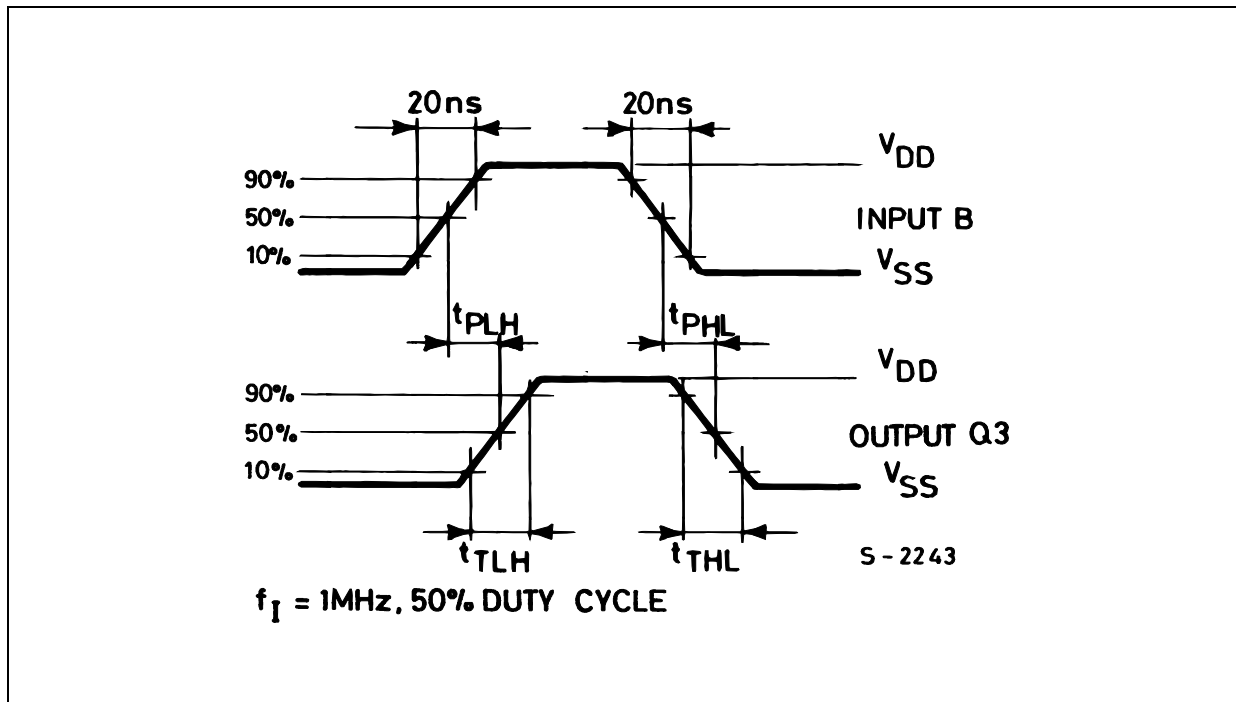 20ns 20ns
VDD
90%
50% INPUT B
10% VSS
tPLH tPHL
VDD
90%
50% OUTPUT Q3
10% VSS
tTLH tTHL S-2243
fI = 1MHz, 50% DUTY CYCLE